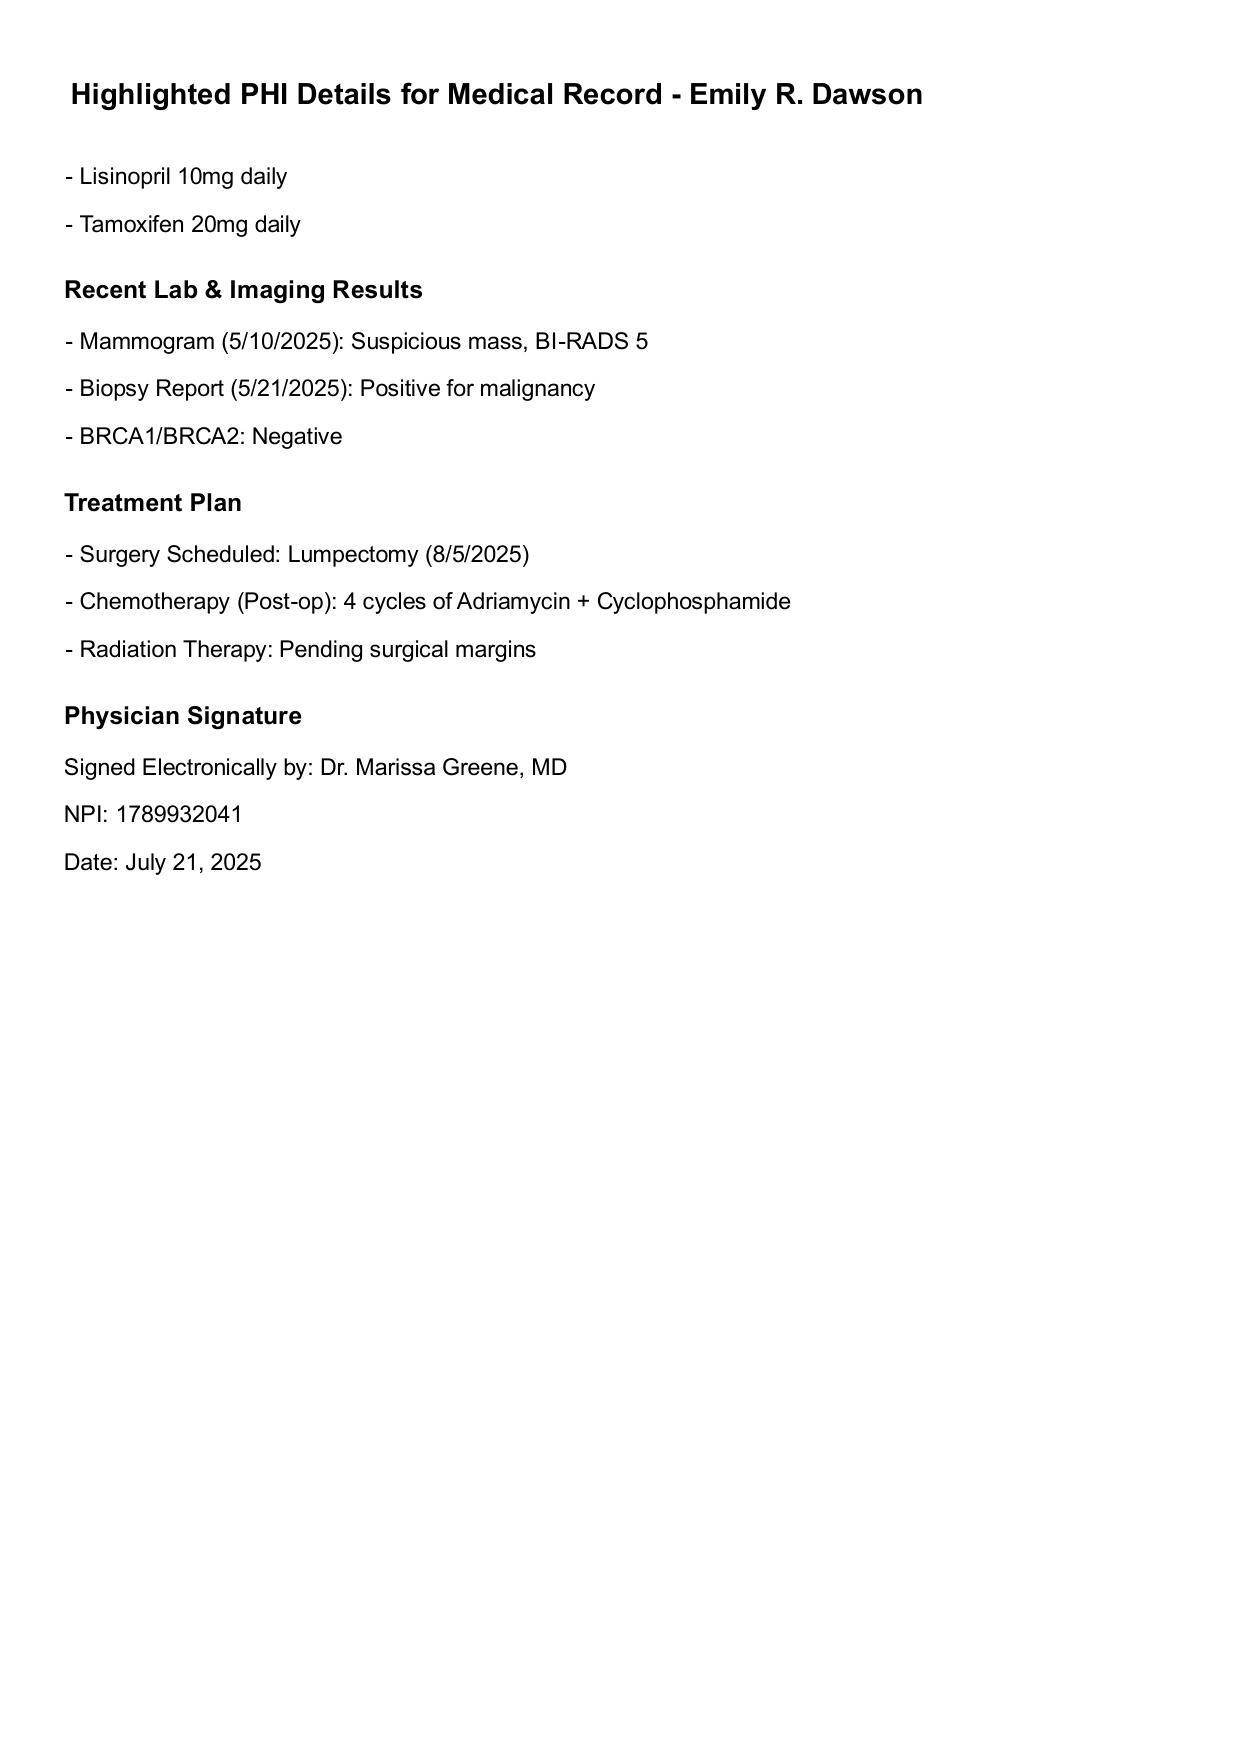 Highlighted PHI Details for Medical Record - Emily R. Dawson
- Lisinopril 10mg daily
- Tamoxifen 20mg daily
Recent Lab & Imaging Results
- Mammogram (5/10/2025): Suspicious mass, BI-RADS 5
- Biopsy Report (5/21/2025): Positive for malignancy
- BRCA1/BRCA2: Negative
Treatment Plan
- Surgery Scheduled: Lumpectomy (8/5/2025)
- Chemotherapy (Post-op): 4 cycles of Adriamycin + Cyclophosphamide
- Radiation Therapy: Pending surgical margins
Physician Signature
Signed Electronically by: Dr. Marissa Greene, MD
NPI: 1789932041
Date: July 21, 2025